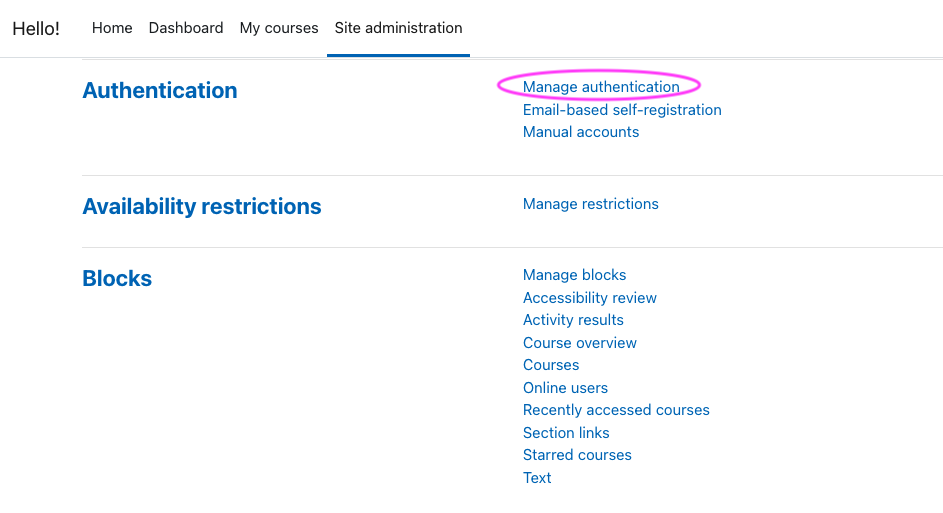 Hello! Home Dashboard My courses Site administration
Authentication
Manage authentication
Email-based self-registration
Manual accounts
Availability restrictions
Manage restrictions
Blocks
Manage blocks
Accessibility review
Activity results
Course overview
Courses
Online users
Recently accessed courses
Section links
Starred courses
Text